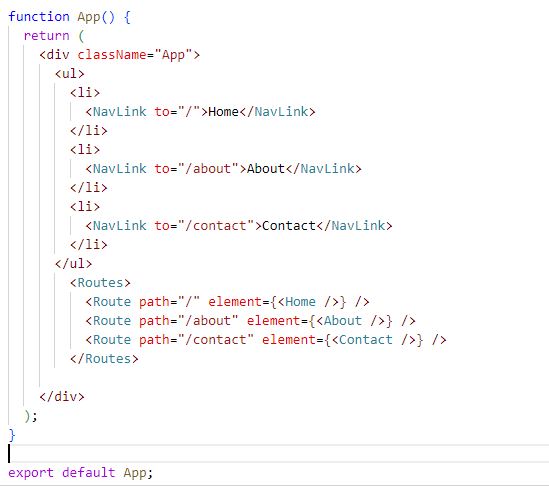 function App() {
  return (
    <div className="App">
      <ul>
        <li>
          <NavLink to="/">Home</NavLink>
        </li>
        <li>
          <NavLink to="/about">About</NavLink>
        </li>
        <li>
          <NavLink to="/contact">Contact</NavLink>
        </li>
      </ul>
        <Routes>
          <Route path="/" element={<Home />} />
          <Route path="/about" element={<About />} />
          <Route path="/contact" element={<Contact />} />
        </Routes>

    </div>
  );
}

export default App;